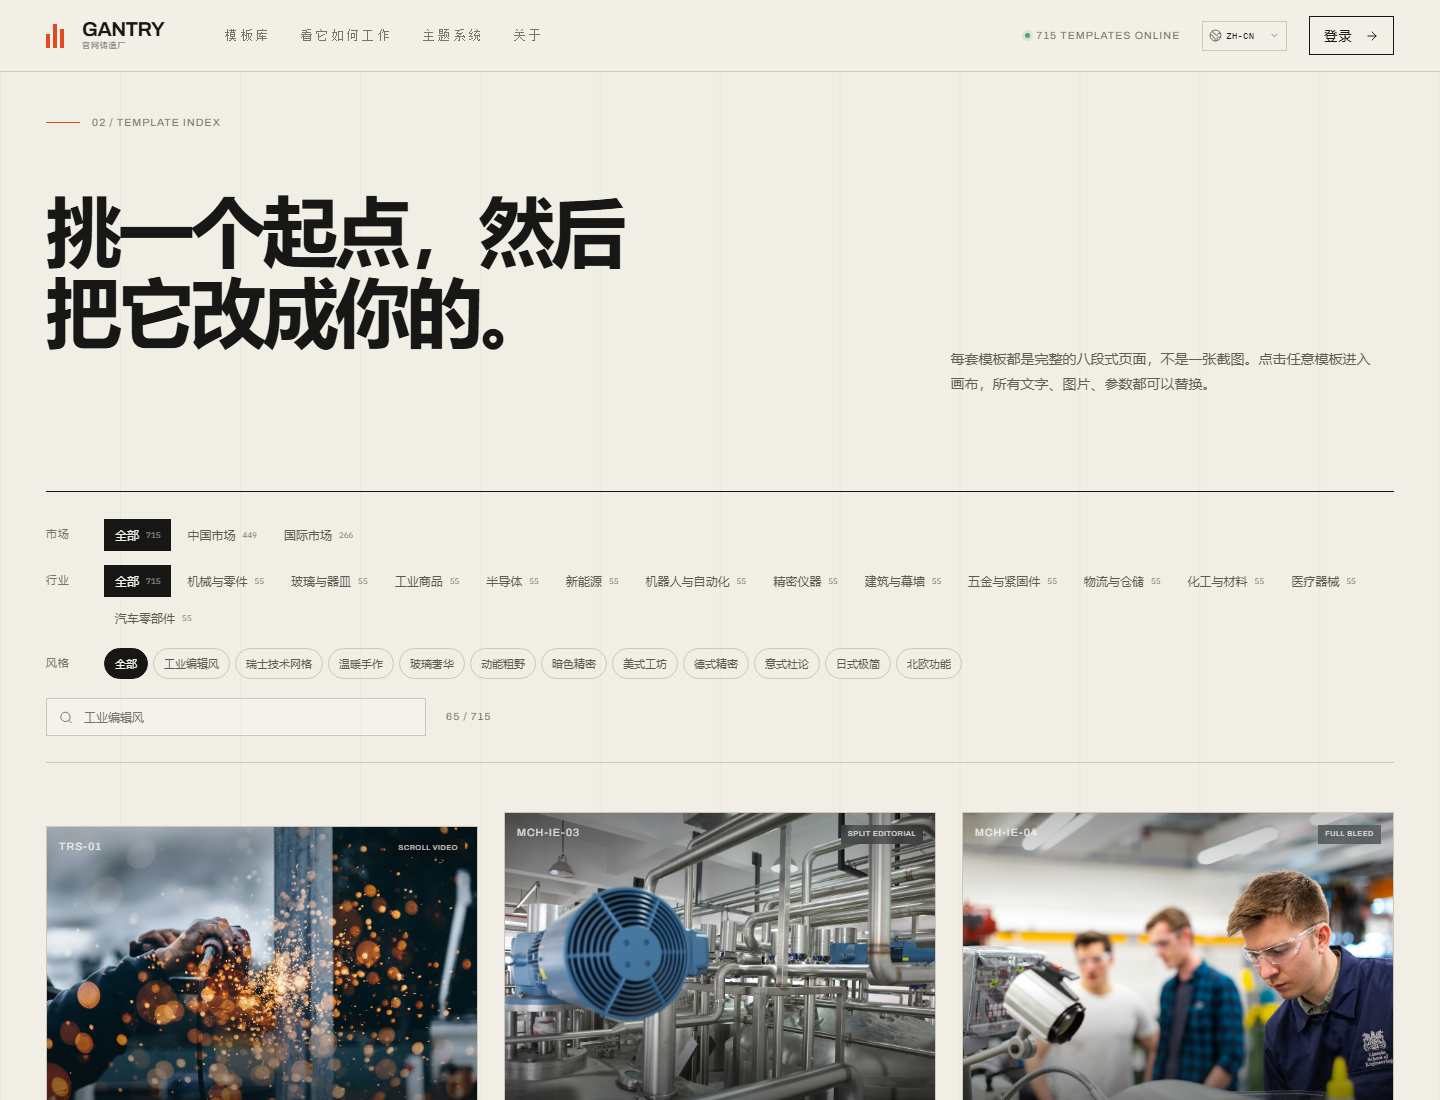 GANTRY
官网铸造厂
模板库 看它如何工作 主题系统 关于
715 TEMPLATES ONLINE
ZH-CN
登录
02 / TEMPLATE INDEX
挑一个起点，然后
把它改成你的。
每套模板都是完整的八段式页面，不是一张截图。点击任意模板进入
画布，所有文字、图片、参数都可以替换。
市场 全部 715 中国市场 449 国际市场 266
行业 全部 715 机械与零件 55 玻璃与器皿 55 工业商品 55 半导体 55 新能源 55 机器人与自动化 55 精密仪器 55 建筑与幕墙 55 五金与紧固件 55 物流与仓储 55 化工与材料 55 医疗器械 55
汽车零部件 55
风格 全部 工业编辑风 瑞士技术网格 温暖手作 玻璃奢华 动能粗野 暗色精密 美式工坊 德式精密 意式社论 日式极简 北欧功能
工业编辑风
65 / 715
TRS-01 SCROLL VIDEO
MCH-IE-03 SPLIT EDITORIAL
MCH-IE-04 FULL BLEED
Lincoln
School of
Engineering